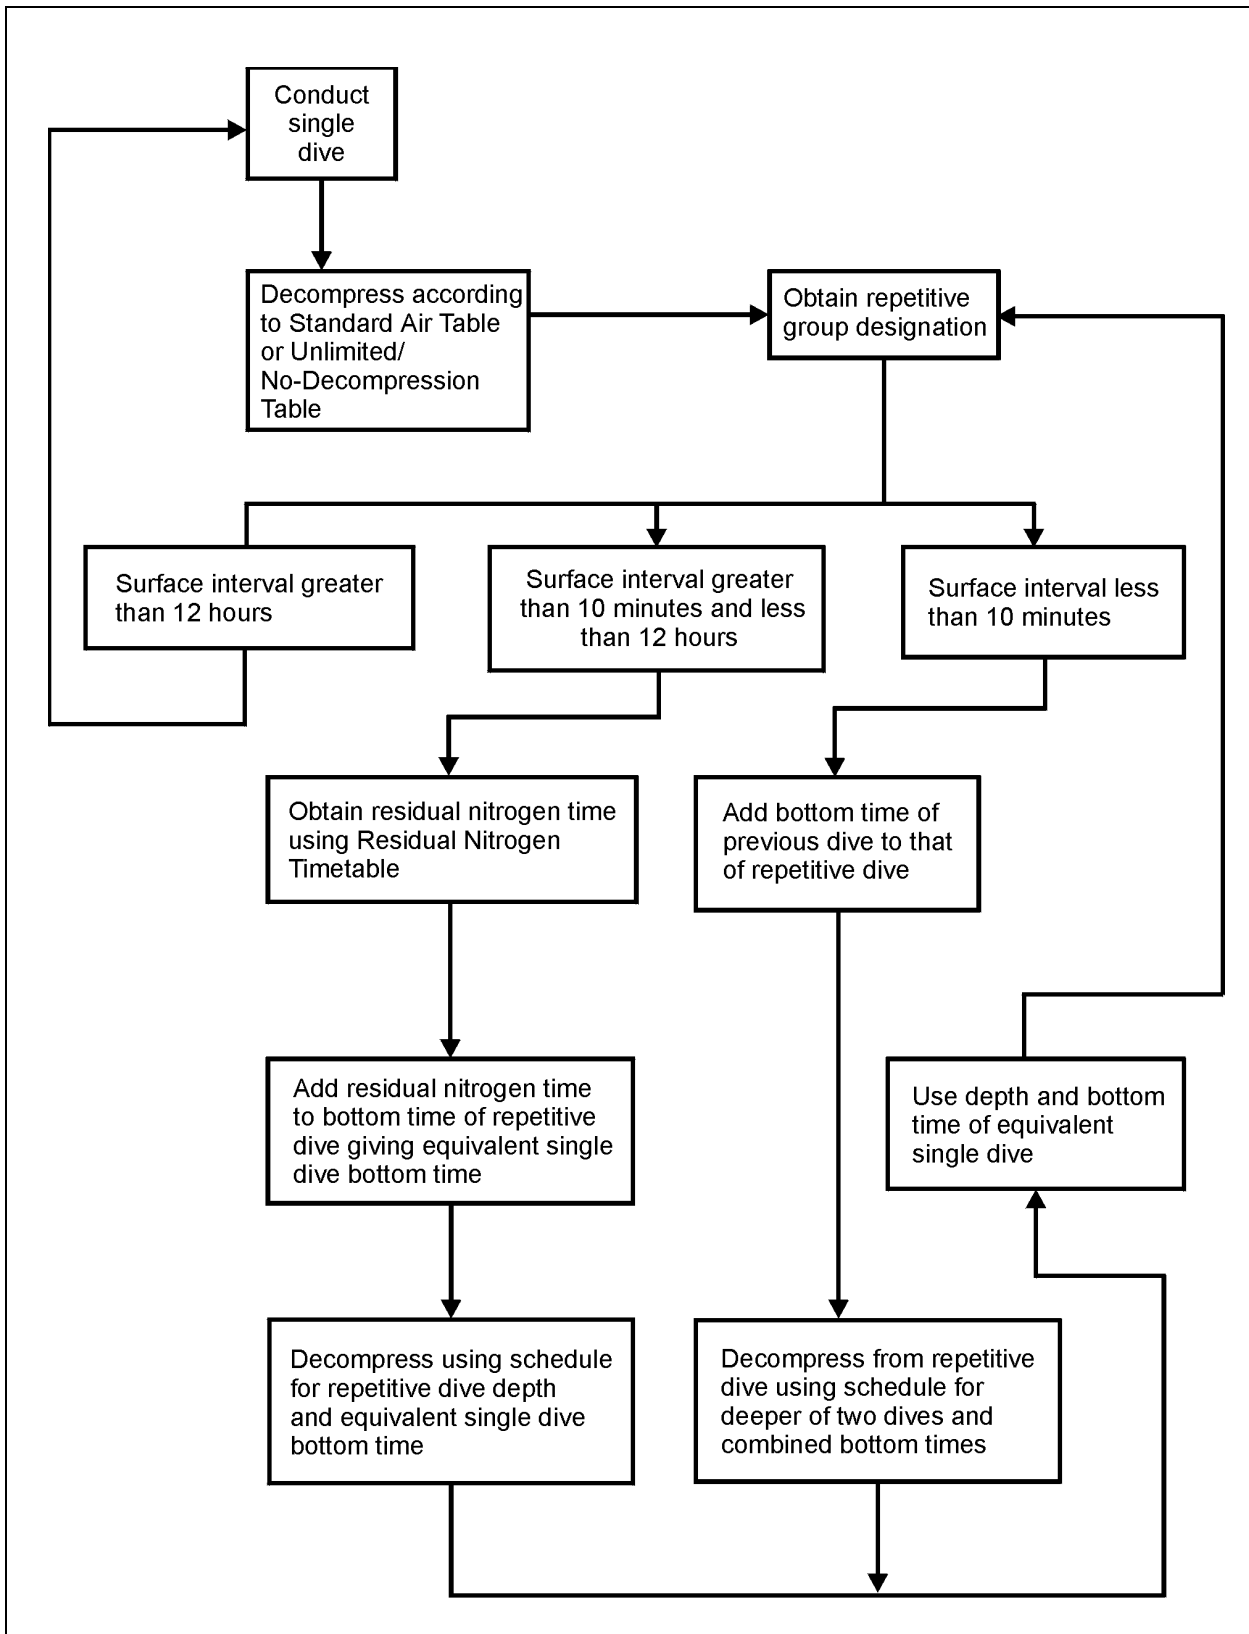 Conduct
single
dive
Decompress according
to Standard Air Table
or Unlimited/
No-Decompression
Table
Obtain repetitive
group designation
Surface interval greater
than 12 hours
Surface interval greater
than 10 minutes and less
than 12 hours
Surface interval less
than 10 minutes
Obtain residual nitrogen time
using Residual Nitrogen
Timetable
Add bottom time of
previous dive to that
of repetitive dive
Add residual nitrogen time
to bottom time of repetitive
dive giving equivalent single
dive bottom time
Use depth and bottom
time of equivalent
single dive
Decompress using schedule
for repetitive dive depth
and equivalent single dive
bottom time
Decompress from repetitive
dive using schedule for
deeper of two dives and
combined bottom times